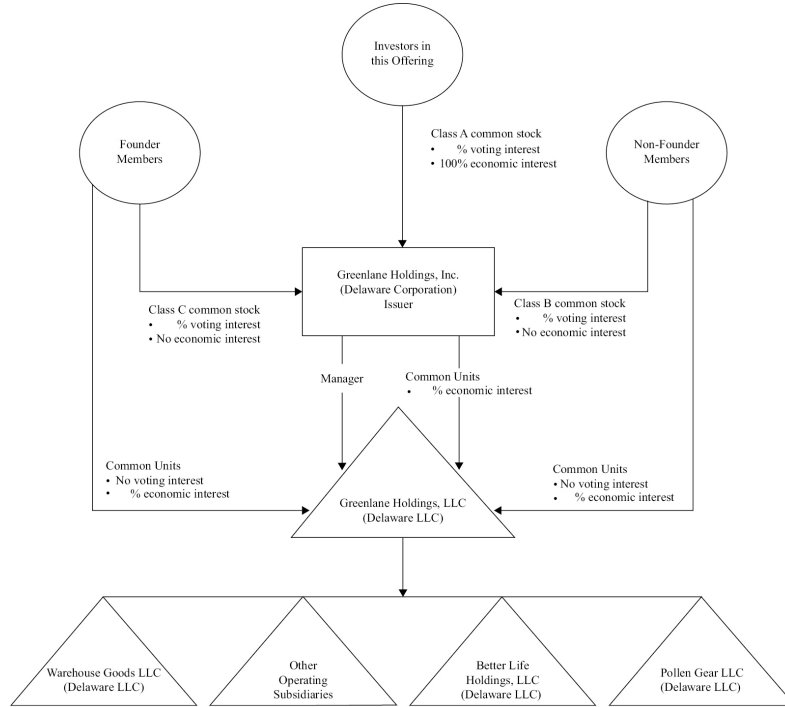 Investors in
this Offering
Founder
Members
Class A common stock
• % voting interest
• 100% economic interest
Non-Founder
Members
Greenlane Holdings, Inc.
(Delaware Corporation)
Issuer
Class C common stock
• % voting interest
• No economic interest
Class B common stock
• % voting interest
• No economic interest
Manager
Common Units
• % economic interest
Common Units
• No voting interest
• % economic interest
Common Units
• No voting interest
• % economic interest
Greenlane Holdings, LLC
(Delaware LLC)
Warehouse Goods LLC
(Delaware LLC)
Other
Operating
Subsidiaries
Better Life
Holdings, LLC
(Delaware LLC)
Pollen Gear LLC
(Delaware LLC)